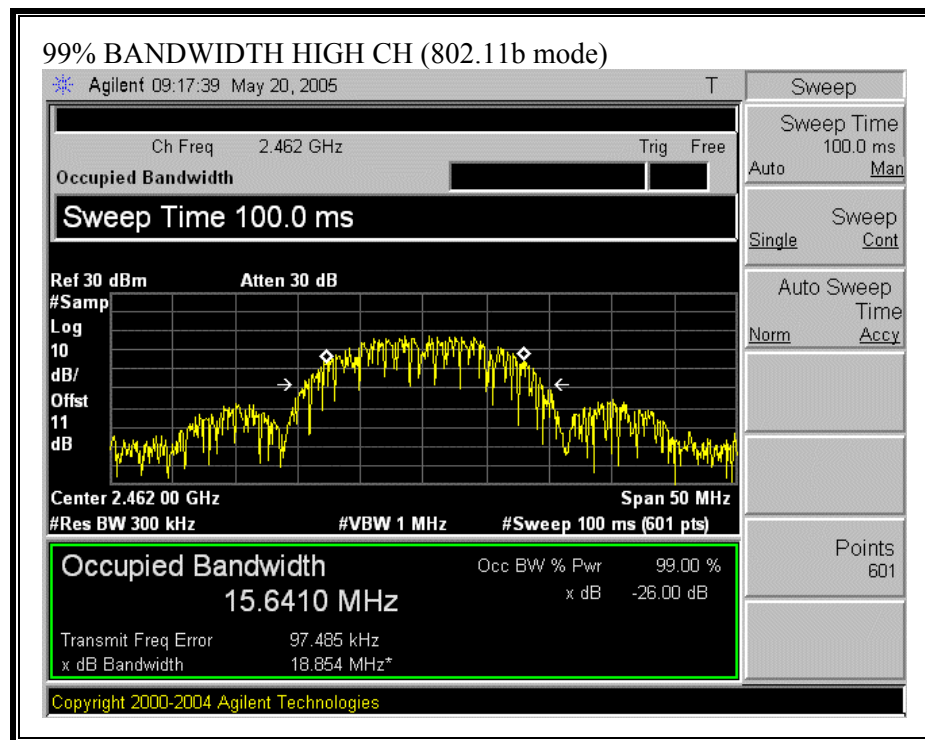 99% BANDWIDTH HIGH CH (802.11b mode)
Agilent 09:17:39 May 20, 2005 T
Ch Freq 2.462 GHz Trig Free
Occupied Bandwidth
Sweep Time 100.0 ms
Ref 30 dBm Atten 30 dB
#Samp
Log
10
dB/
Offst
11
dB
Center 2.462 00 GHz Span 50 MHz
#Res BW 300 kHz #VBW 1 MHz #Sweep 100 ms (601 pts)
Occupied Bandwidth Occ BW % Pwr 99.00 %
15.6410 MHz x dB -26.00 dB
Transmit Freq Error 97.485 kHz
x dB Bandwidth 18.854 MHz*
Copyright 2000-2004 Agilent Technologies
Sweep
Sweep Time
100.0 ms
Auto Man
Sweep
Single Cont
Auto Sweep
Time
Norm Accy
Points
601